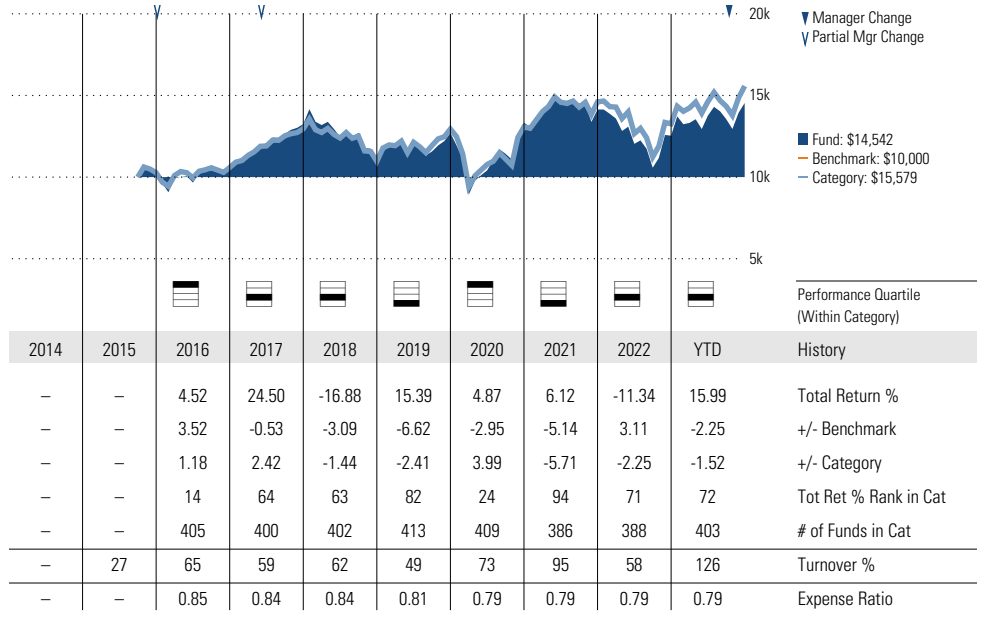 20k
Manager Change
Partial Mgr Change
15k
Fund: $14,542
Benchmark: $10,000
10k
Category: $15,579
5k
Performance Quartile
(Within Category)
2014 2015 2016 2017 2018 2019 2020 2021 2022 YTD History
– – 4.52 24.50 -16.88 15.39 4.87 6.12 -11.34 15.99 Total Return %
– – 3.52 -0.53 -3.09 -6.62 -2.95 -5.14 3.11 -2.25 +/- Benchmark
– – 1.18 2.42 -1.44 -2.41 3.99 -5.71 -2.25 -1.52 +/- Category
– – 14 64 63 82 24 94 71 72 Tot Ret % Rank in Cat
– – 405 400 402 413 409 386 388 403 # of Funds in Cat
– 27 65 59 62 49 73 95 58 126 Turnover %
– – 0.85 0.84 0.84 0.81 0.79 0.79 0.79 0.79 Expense Ratio